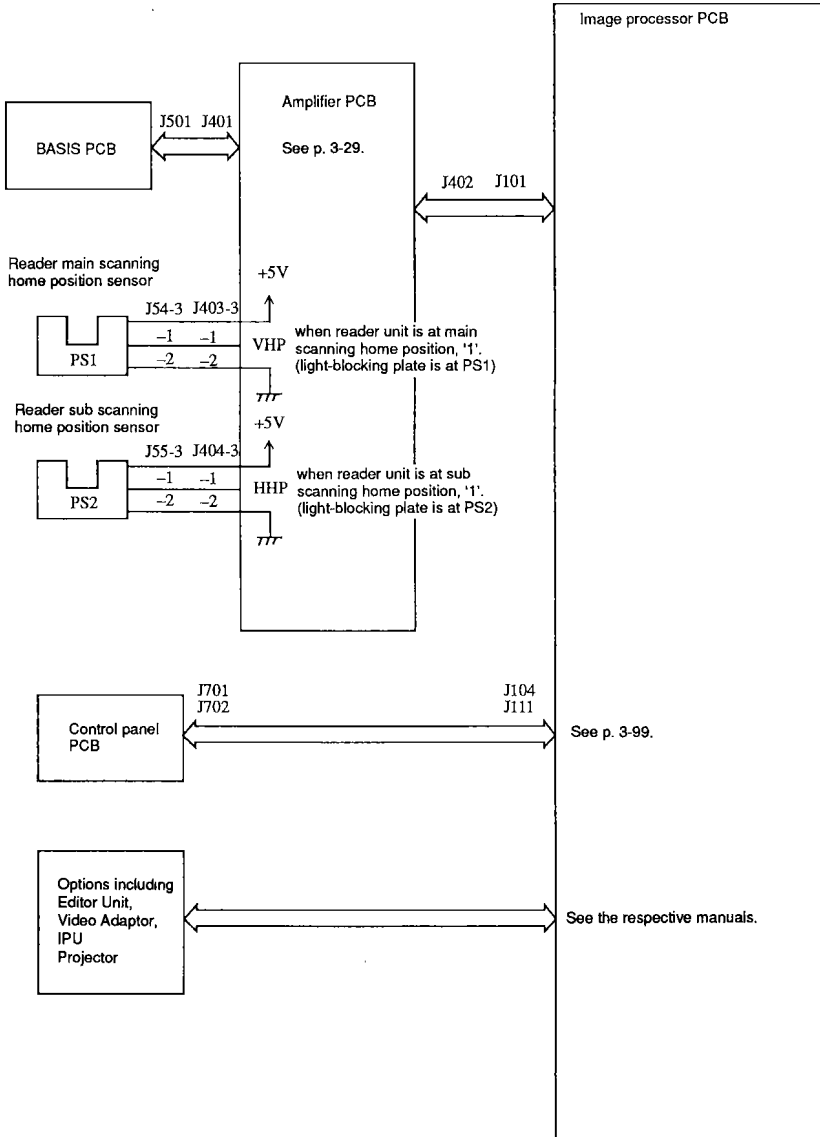 Image processor PCB
Amplifier PCB
See p. 3-29.
J501 J401
BASIS PCB
J402 J101
Reader main scanning
home position sensor
+5V
J54-3 J403-3
–1 –1
–2 –2
PS1
VHP
when reader unit is at main
scanning home position, '1'.
(light-blocking plate is at PS1)
Reader sub scanning
home position sensor
+5V
J55-3 J404-3
–1 –1
–2 –2
PS2
HHP
when reader unit is at sub
scanning home position, '1'.
(light-blocking plate is at PS2)
J701
J702
J104
J111
Control panel
PCB
See p. 3-99.
Options including
Editor Unit,
Video Adaptor,
IPU
Projector
See the respective manuals.